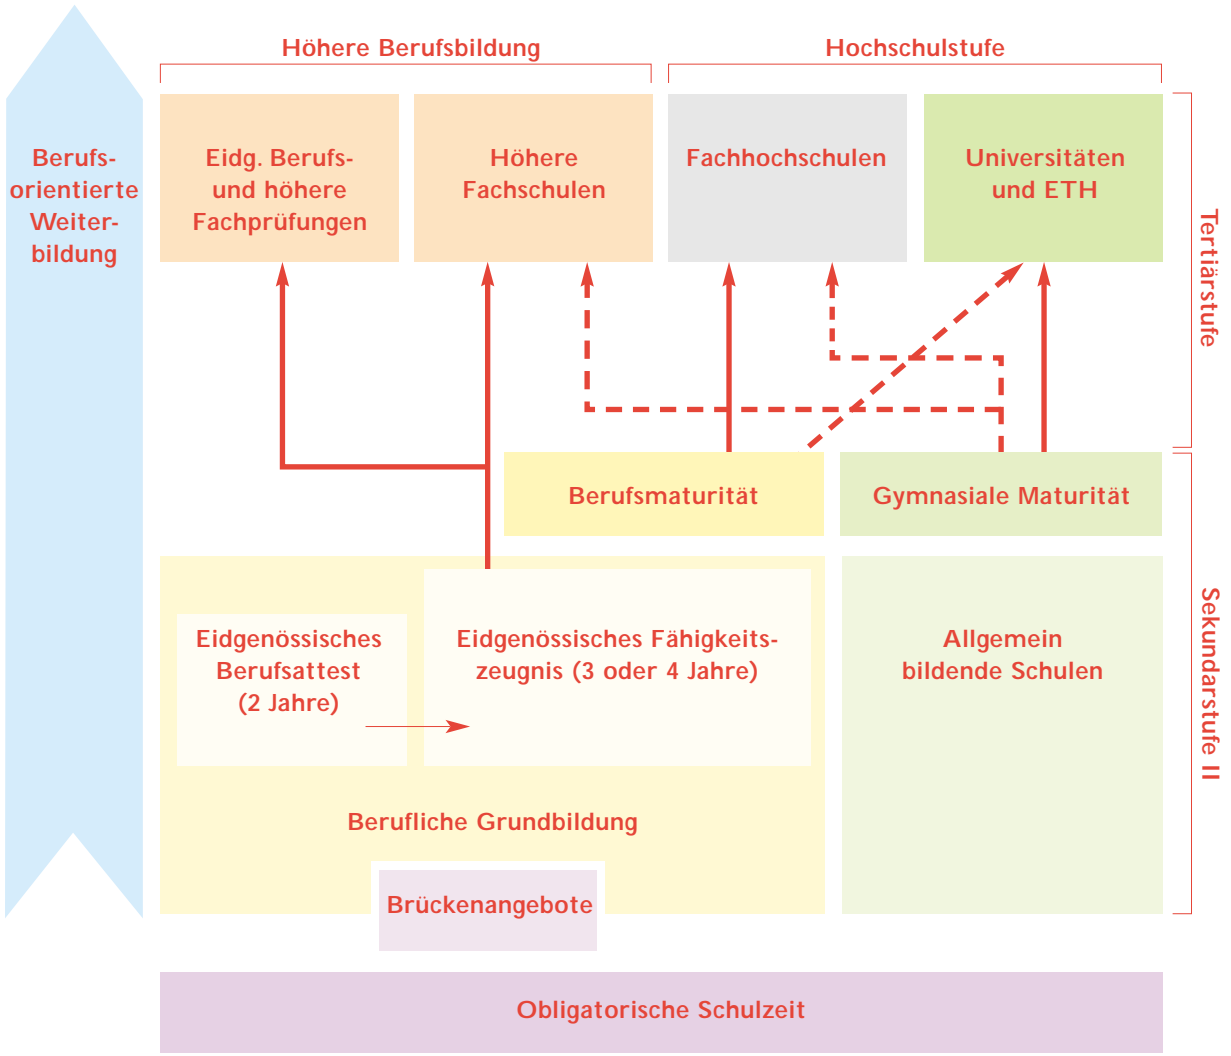 Höhere Berufsbildung
Hochschulstufe
Berufs-
orientierte
Weiter-
bildung
Eidg. Berufs-
und höhere
Fachprüfungen
Höhere
Fachschulen
Fachhochschulen
Universitäten
und ETH
Tertiärstufe
Berufsmaturität
Gymnasiale Maturität
Eidgenössisches
Berufsattest
(2 Jahre)
Eidgenössisches Fähigkeits-
zeugnis (3 oder 4 Jahre)
Allgemein
bildende Schulen
Sekundarstufe II
Berufliche Grundbildung
Brückenangebote
Obligatorische Schulzeit